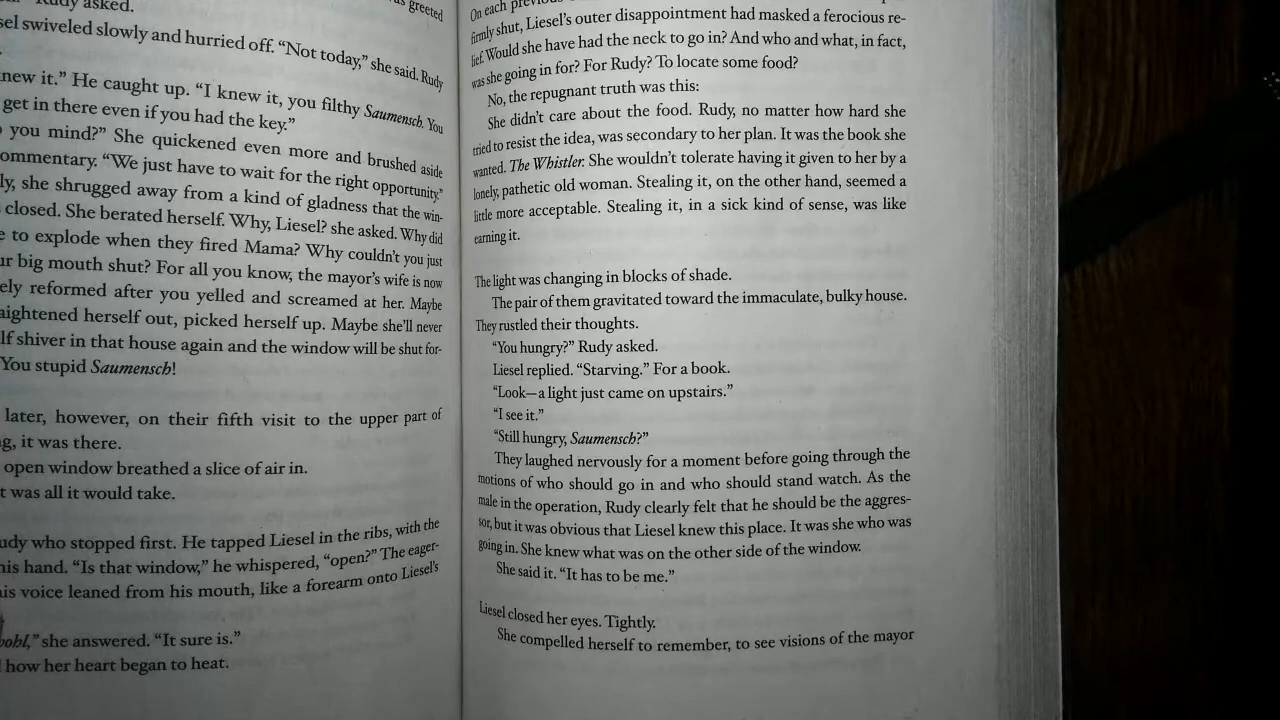 Rudy asked.
was greeted
sel swiveled slowly and hurried off. “Not today,” she said. Rudy
new it.” He caught up. “I knew it, you filthy Saumensch. You
get in there even if you had the key.”
you mind?” She quickened even more and brushed aside
ommentary. “We just have to wait for the right opportunity.”
ly, she shrugged away from a kind of gladness that the win-
closed. She berated herself. Why, Liesel? she asked. Why did
e to explode when they fired Mama? Why couldn’t you just
ur big mouth shut? For all you know, the mayor’s wife is now
ely reformed after you yelled and screamed at her. Maybe
aightened herself out, picked herself up. Maybe she’ll never
lf shiver in that house again and the window will be shut for-
You stupid Saumensch!
later, however, on their fifth visit to the upper part of
g, it was there.
open window breathed a slice of air in.
t was all it would take.
udy who stopped first. He tapped Liesel in the ribs, with the
his hand. “Is that window,” he whispered, “open?” The eager-
is voice leaned from his mouth, like a forearm onto Liesel’s
wohl,” she answered. “It sure is.”
how her heart began to heat.
On each previous
firmly shut, Liesel’s outer disappointment had masked a ferocious re-
lief. Would she have had the neck to go in? And who and what, in fact,
was she going in for? For Rudy? To locate some food?
No, the repugnant truth was this:
She didn’t care about the food. Rudy, no matter how hard she
tried to resist the idea, was secondary to her plan. It was the book she
wanted. The Whistler. She wouldn’t tolerate having it given to her by a
lonely, pathetic old woman. Stealing it, on the other hand, seemed a
little more acceptable. Stealing it, in a sick kind of sense, was like
earning it.
The light was changing in blocks of shade.
The pair of them gravitated toward the immaculate, bulky house.
They rustled their thoughts.
“You hungry?” Rudy asked.
Liesel replied. “Starving.” For a book.
“Look—a light just came on upstairs.”
“I see it.”
“Still hungry, Saumensch?”
They laughed nervously for a moment before going through the
motions of who should go in and who should stand watch. As the
male in the operation, Rudy clearly felt that he should be the aggres-
sor, but it was obvious that Liesel knew this place. It was she who was
going in. She knew what was on the other side of the window.
She said it. “It has to be me.”
Liesel closed her eyes. Tightly.
She compelled herself to remember, to see visions of the mayor